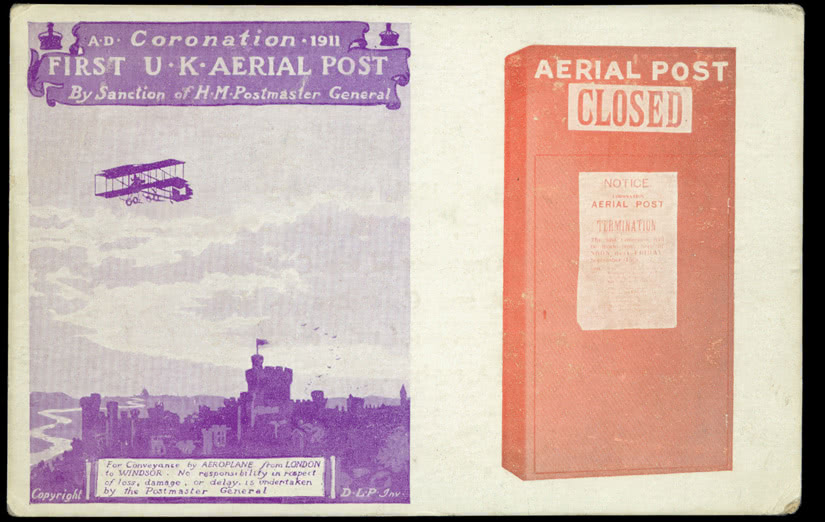 A·D· Coronation · 1911
FIRST U·K·AERIAL POST
By Sanction of H·M·Postmaster General
For Conveyance by AEROPLANE from LONDON
to WINDSOR. No responsibility in respect
of loss, damage, or delay, is undertaken
by the Postmaster General
Copyright
D·L·P Inv.
AERIAL POST
CLOSED
NOTICE
CORONATION
AERIAL POST
TERMINATION